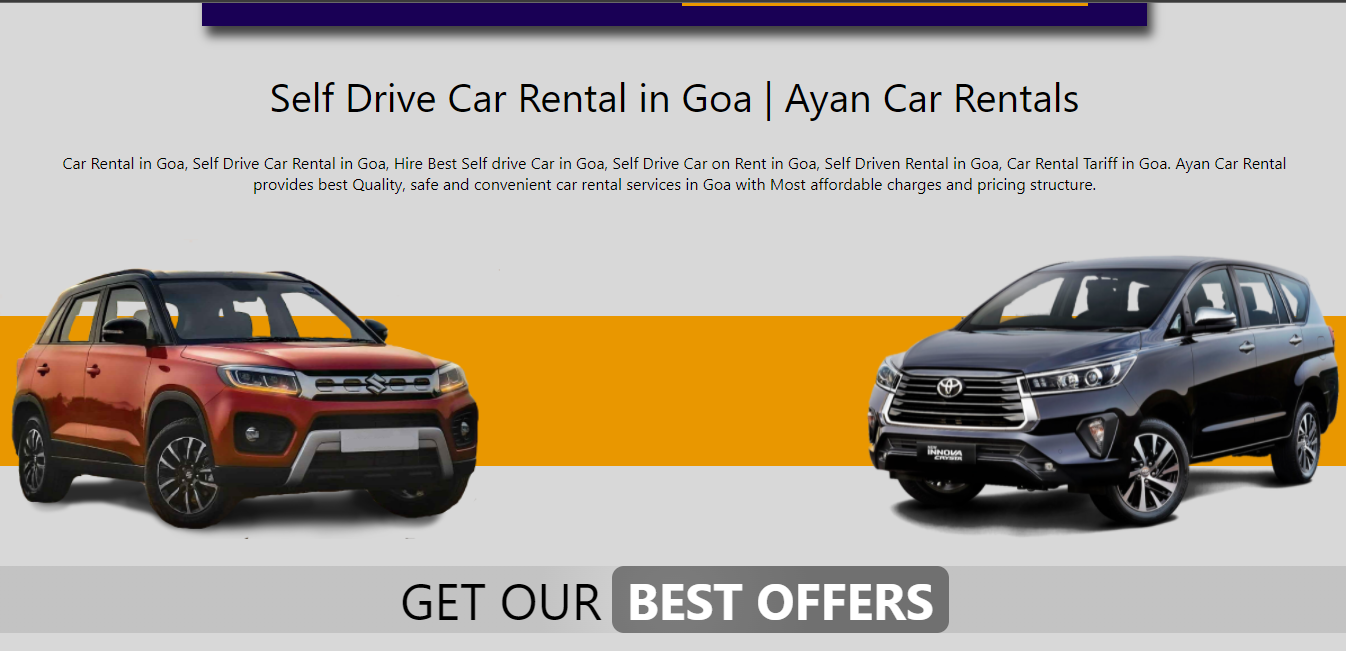 Self Drive Car Rental in Goa | Ayan Car Rentals
Car Rental in Goa, Self Drive Car Rental in Goa, Hire Best Self drive Car in Goa, Self Drive Car on Rent in Goa, Self Driven Rental in Goa, Car Rental Tariff in Goa. Ayan Car Rental
provides best Quality, safe and convenient car rental services in Goa with Most affordable charges and pricing structure.
NEW
INNOVA
CRYSTA
GET OUR BEST OFFERS